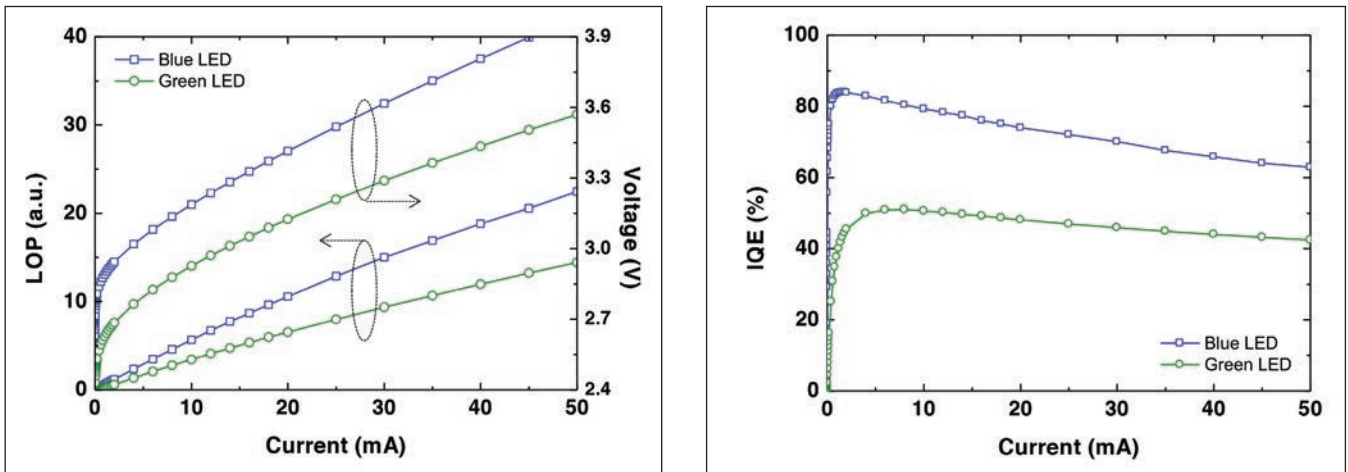 40
30
20
10
0
LOP (a.u.)
Blue LED
Green LED
3.9
3.6
3.3
3.0
2.7
2.4
Voltage (V)
0 10 20 30 40 50
Current (mA)
100
80
60
40
20
0
IQE (%)
Blue LED
Green LED
0 10 20 30 40 50
Current (mA)